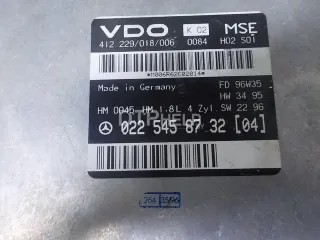 VDO K 02 MSE
412 229/018/006 0084 H02 S01
Made in Germany FD 96W35
HW 34.95
HM 0045 HM 1.8L 4 Zyl. SW 22 96
022 545 87 32 [04]